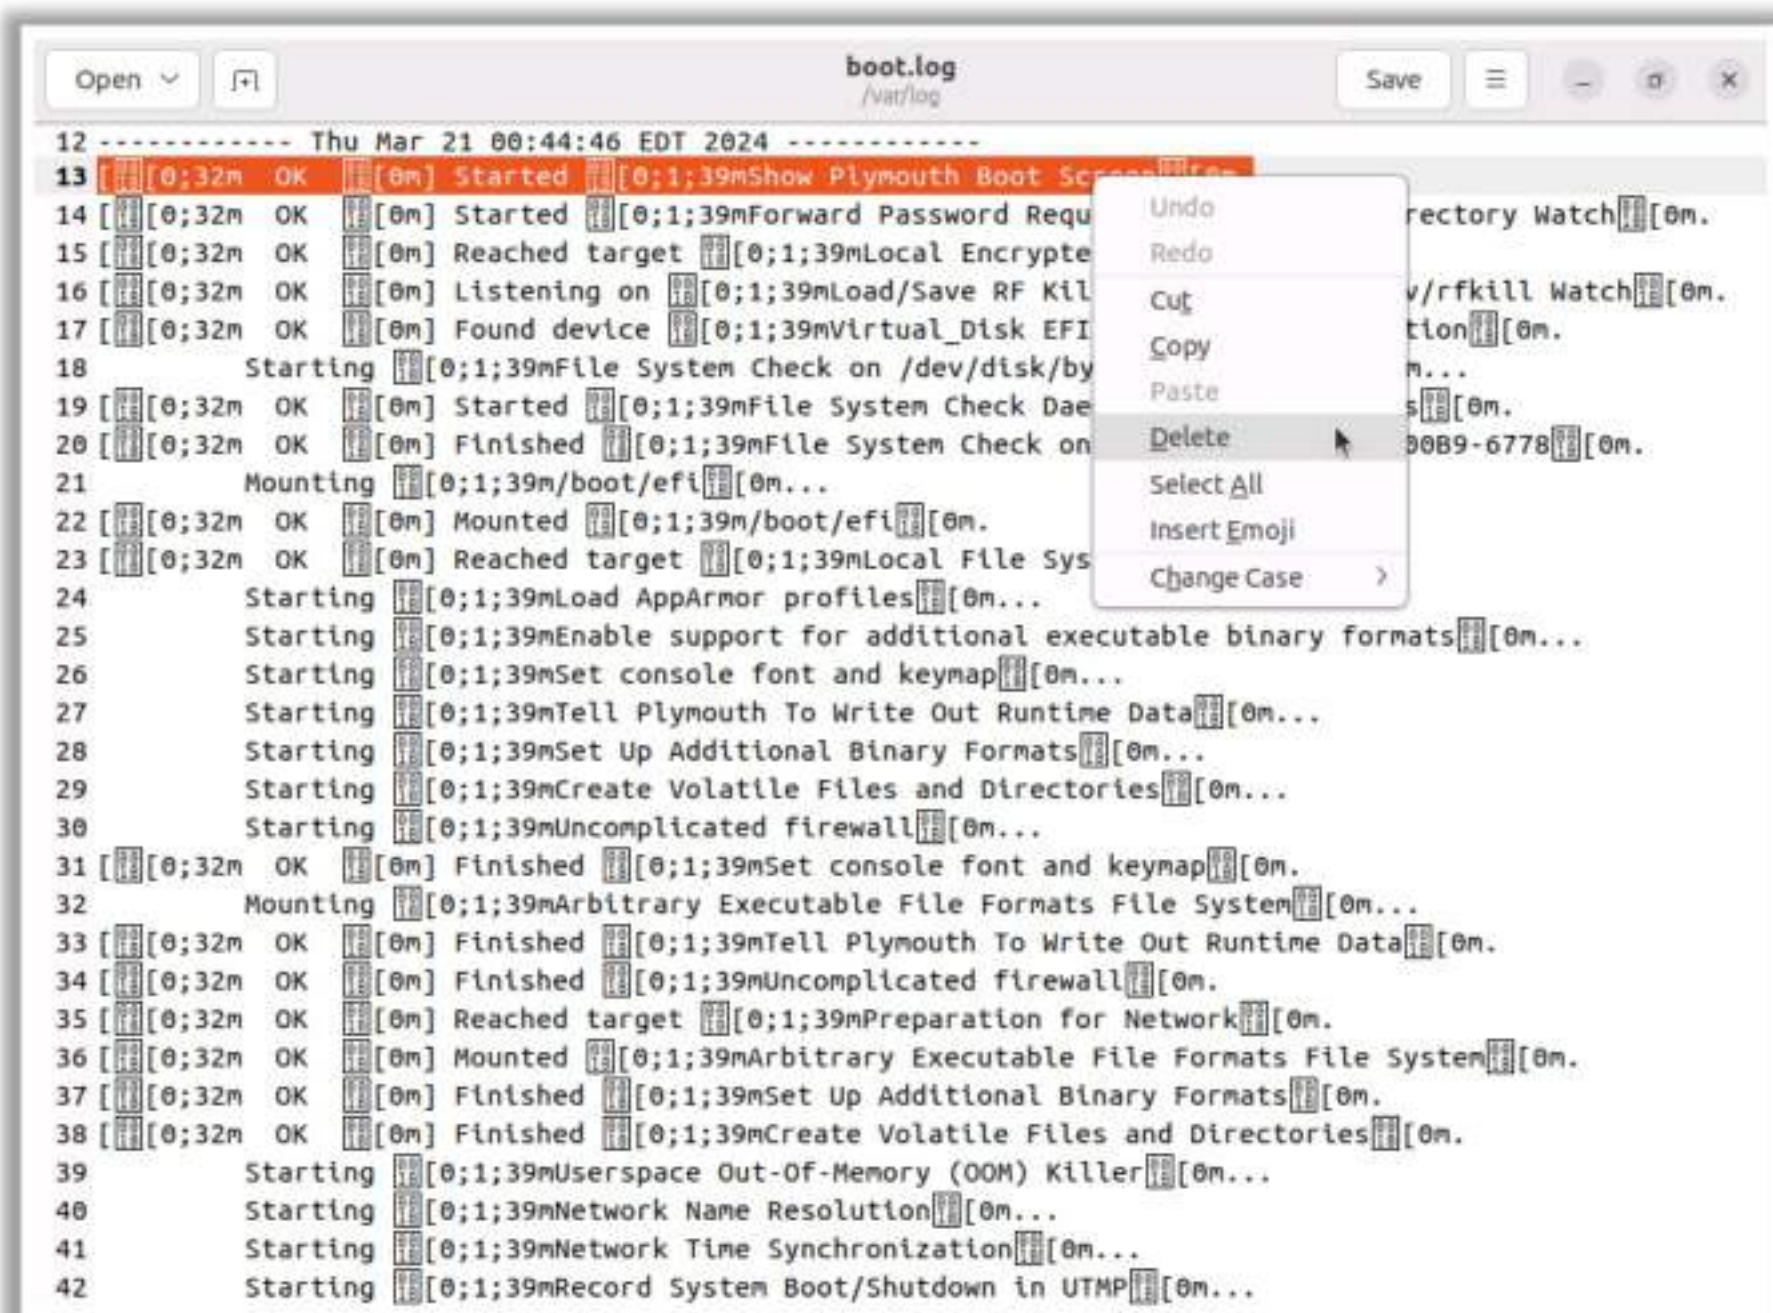 Open
boot.log
/var/log
Save
12 ------------ Thu Mar 21 00:44:46 EDT 2024 ------------
13 [[0;32m  OK  [0m] Started [0;1;39mShow Plymouth Boot Screen[0m.
14 [[0;32m  OK  [0m] Started [0;1;39mForward Password Requ rectory Watch[0m.
15 [[0;32m  OK  [0m] Reached target [0;1;39mLocal Encrypte
16 [[0;32m  OK  [0m] Listening on [0;1;39mLoad/Save RF Kil v/rfkill Watch[0m.
17 [[0;32m  OK  [0m] Found device [0;1;39mVirtual_Disk EFI tion[0m.
18 Starting [0;1;39mFile System Check on /dev/disk/by m...
19 [[0;32m  OK  [0m] Started [0;1;39mFile System Check Dae s[0m.
20 [[0;32m  OK  [0m] Finished [0;1;39mFile System Check on 00B9-6778[0m.
21 Mounting [0;1;39m/boot/efi[0m...
22 [[0;32m  OK  [0m] Mounted [0;1;39m/boot/efi[0m.
23 [[0;32m  OK  [0m] Reached target [0;1;39mLocal File Sys
24 Starting [0;1;39mLoad AppArmor profiles[0m...
25 Starting [0;1;39mEnable support for additional executable binary formats[0m...
26 Starting [0;1;39mSet console font and keymap[0m...
27 Starting [0;1;39mTell Plymouth To Write Out Runtime Data[0m...
28 Starting [0;1;39mSet Up Additional Binary Formats[0m...
29 Starting [0;1;39mCreate Volatile Files and Directories[0m...
30 Starting [0;1;39mUncomplicated firewall[0m...
31 [[0;32m  OK  [0m] Finished [0;1;39mSet console font and keymap[0m.
32 Mounting [0;1;39mArbitrary Executable File Formats File System[0m...
33 [[0;32m  OK  [0m] Finished [0;1;39mTell Plymouth To Write Out Runtime Data[0m.
34 [[0;32m  OK  [0m] Finished [0;1;39mUncomplicated firewall[0m.
35 [[0;32m  OK  [0m] Reached target [0;1;39mPreparation for Network[0m.
36 [[0;32m  OK  [0m] Mounted [0;1;39mArbitrary Executable File Formats File System[0m.
37 [[0;32m  OK  [0m] Finished [0;1;39mSet Up Additional Binary Formats[0m.
38 [[0;32m  OK  [0m] Finished [0;1;39mCreate Volatile Files and Directories[0m.
39 Starting [0;1;39mUserspace Out-Of-Memory (OOM) Killer[0m...
40 Starting [0;1;39mNetwork Name Resolution[0m...
41 Starting [0;1;39mNetwork Time Synchronization[0m...
42 Starting [0;1;39mRecord System Boot/Shutdown in UTMP[0m...
Undo
Redo
Cut
Copy
Paste
Delete
Select All
Insert Emoji
Change Case